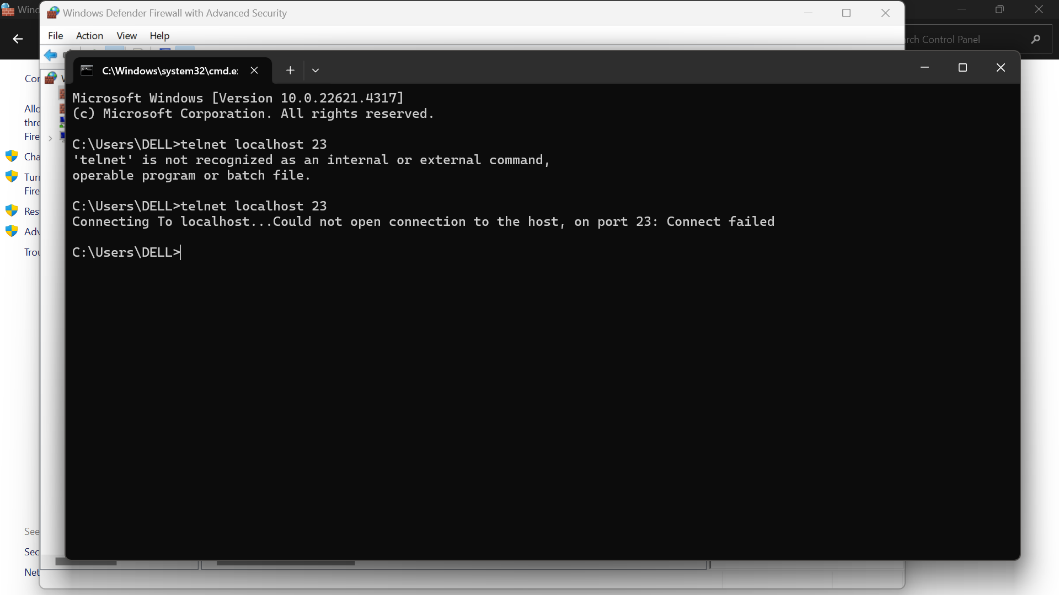 Windows Defender Firewall with Advanced Security
File Action View Help
C:\Windows\system32\cmd.e:
Microsoft Windows [Version 10.0.22621.4317]
(c) Microsoft Corporation. All rights reserved.
C:\Users\DELL>telnet localhost 23
'telnet' is not recognized as an internal or external command,
operable program or batch file.
C:\Users\DELL>telnet localhost 23
Connecting To localhost...Could not open connection to the host, on port 23: Connect failed
C:\Users\DELL>
Control Panel
See